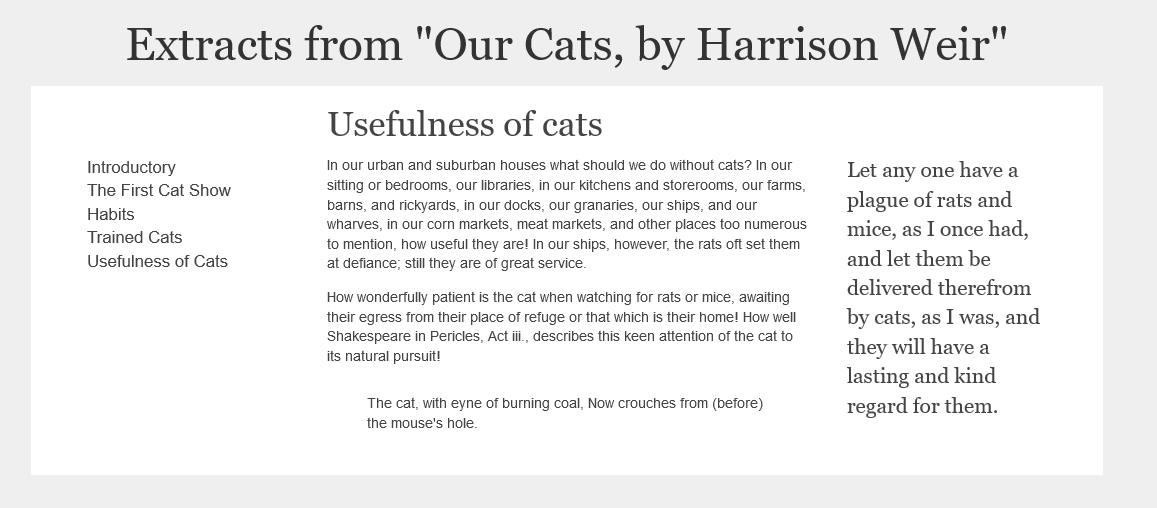 Extracts from "Our Cats, by Harrison Weir"
Introductory
The First Cat Show
Habits
Trained Cats
Usefulness of Cats
Usefulness of cats
In our urban and suburban houses what should we do without cats? In our
sitting or bedrooms, our libraries, in our kitchens and storerooms, our farms,
barns, and rickyards, in our docks, our granaries, our ships, and our
wharves, in our corn markets, meat markets, and other places too numerous
to mention, how useful they are! In our ships, however, the rats oft set them
at defiance; still they are of great service.
How wonderfully patient is the cat when watching for rats or mice, awaiting
their egress from their place of refuge or that which is their home! How well
Shakespeare in Pericles, Act iii., describes this keen attention of the cat to
its natural pursuit!
The cat, with eyne of burning coal, Now crouches from (before)
the mouse's hole.
Let any one have a
plague of rats and
mice, as I once had,
and let them be
delivered therefrom
by cats, as I was, and
they will have a
lasting and kind
regard for them.